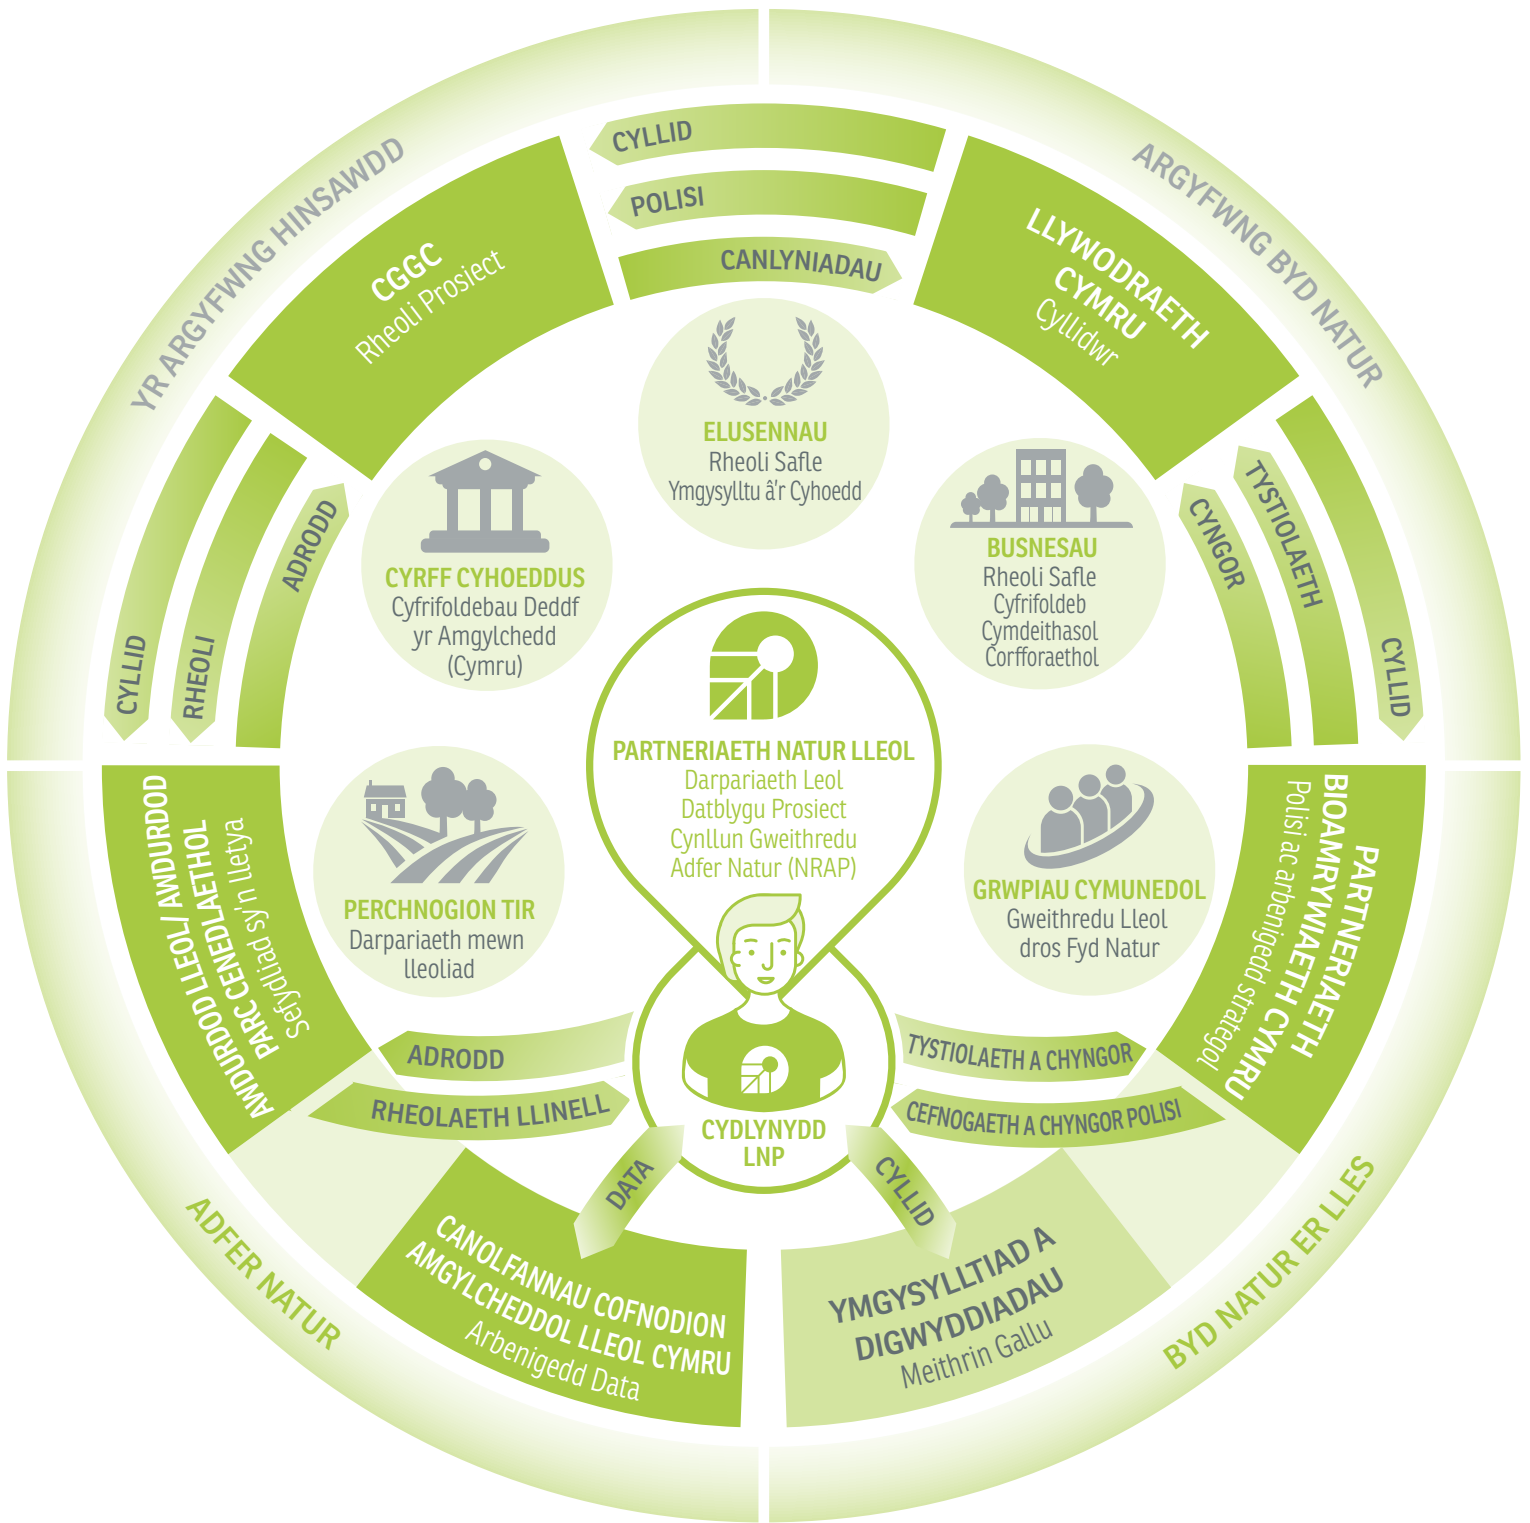 YR ARGYFWNG HINSAWDD
ARGYFWNG BYD NATUR
CYLLID
POLISI
CANLYNIADAU
CGGC
Rheoli Prosiect
LLYWODRAETH
CYMRU
Cyllidwr
CYLLID
RHEOLI
ADRODD
CYNGOR
TYSTIOLAETH
CYLLID
ELUSENNAU
Rheoli Safle
Ymgysylltu â'r Cyhoedd
CYRFF CYHOEDDUS
Cyfrifoldebau Deddf
yr Amgylchedd
(Cymru)
BUSNESAU
Rheoli Safle
Cyfrifoldeb
Cymdeithasol
Corfforaethol
PARTNERIAETH NATUR LLEOL
Darpariaeth Leol
Datblygu Prosiect
Cynllun Gweithredu
Adfer Natur (NRAP)
PERCHNOGION TIR
Darpariaeth mewn
lleoliad
GRWPIAU CYMUNEDOL
Gweithredu Lleol
dros Fyd Natur
AWDURDOD LLEOL/ AWDURDOD
PARC CENEDLAETHOL
Sefydliad sy'n lletya
PARTNERIAETH
BIOAMRYWIAETH CYMRU
Polisi ac arbenigedd strategol
ADRODD
RHEOLAETH LLINELL
TYSTIOLAETH A CHYNGOR
CEFNOGAETH A CHYNGOR POLISI
CYDLYNYDD
LNP
DATA
CYLLID
CANOLFANNAU COFNODION
AMGYLCHEDDOL LLEOL CYMRU
Arbenigedd Data
YMGYSYLLTIAD A
DIGWYDDIADAU
Meithrin Gallu
ADFER NATUR
BYD NATUR ER LLES